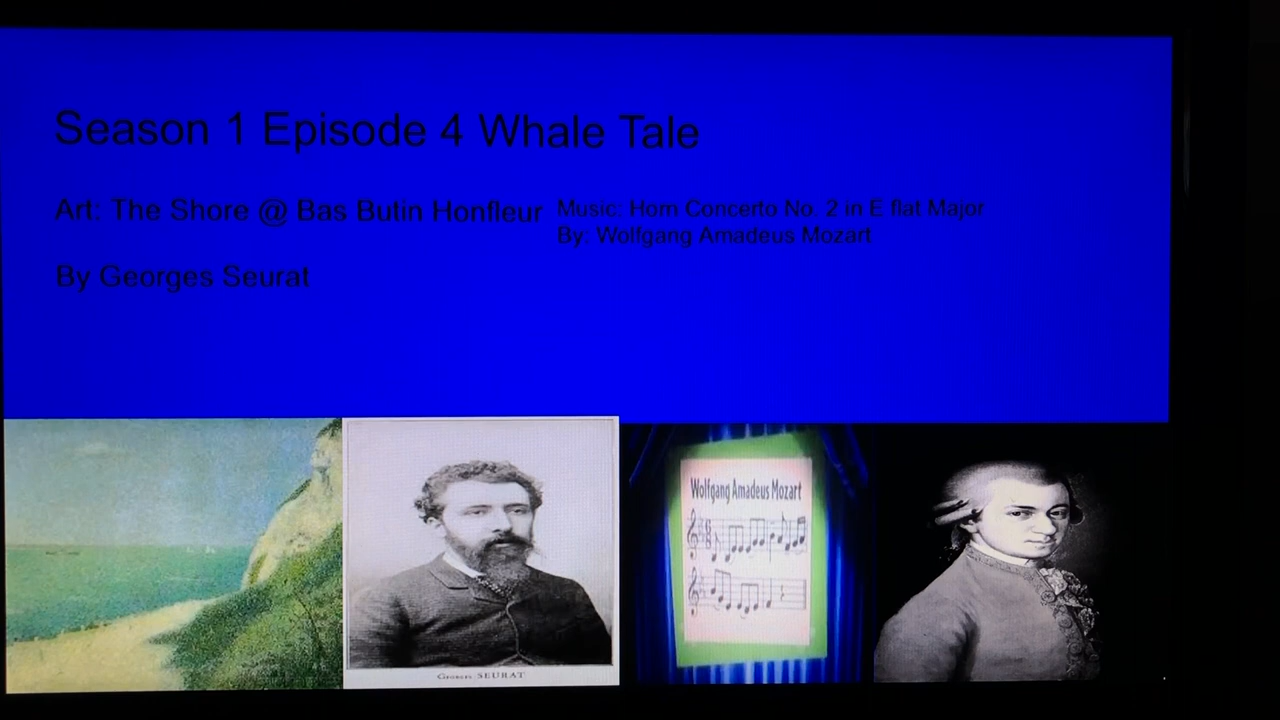 Season 1 Episode 4 Whale Tale
Art: The Shore @ Bas Butin Honfleur
By Georges Seurat
Music: Horn Concerto No. 2 in E flat Major
By: Wolfgang Amadeus Mozart
Georges SEURAT
Wolfgang Amadeus Mozart